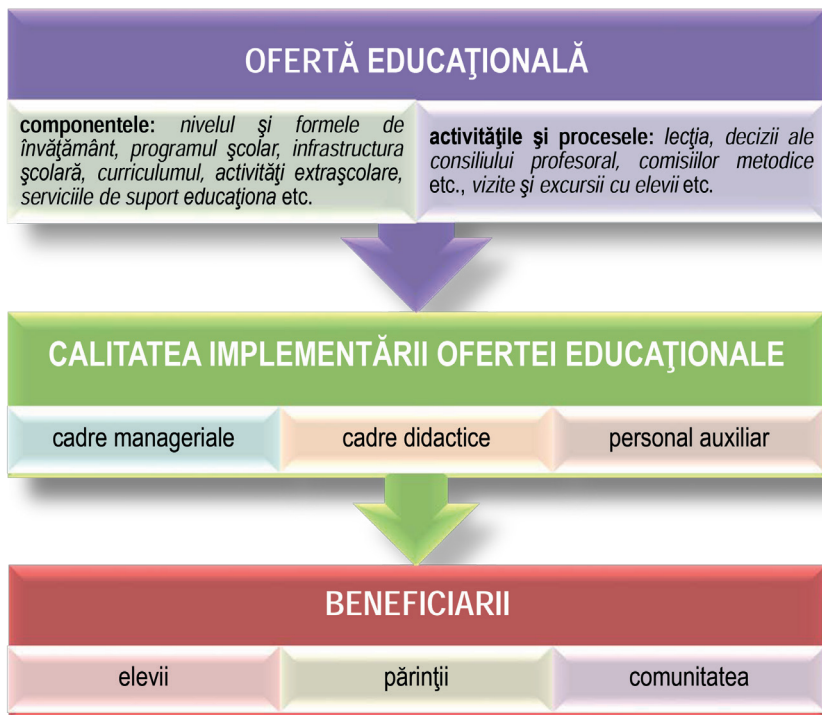 OFERTĂ EDUCAŢIONALĂ
componentele: nivelul şi formele de
învăţământ, programul şcolar, infrastructura
şcolară, curriculumul, activităţi extraşcolare,
serviciile de suport educaţiona etc.
activităţile şi procesele: lecţia, decizii ale
consiliului profesoral, comisiilor metodice
etc., vizite şi excursii cu elevii etc.
CALITATEA IMPLEMENTĂRII OFERTEI EDUCAŢIONALE
cadre manageriale
cadre didactice
personal auxiliar
BENEFICIARII
elevii
părinţii
comunitatea